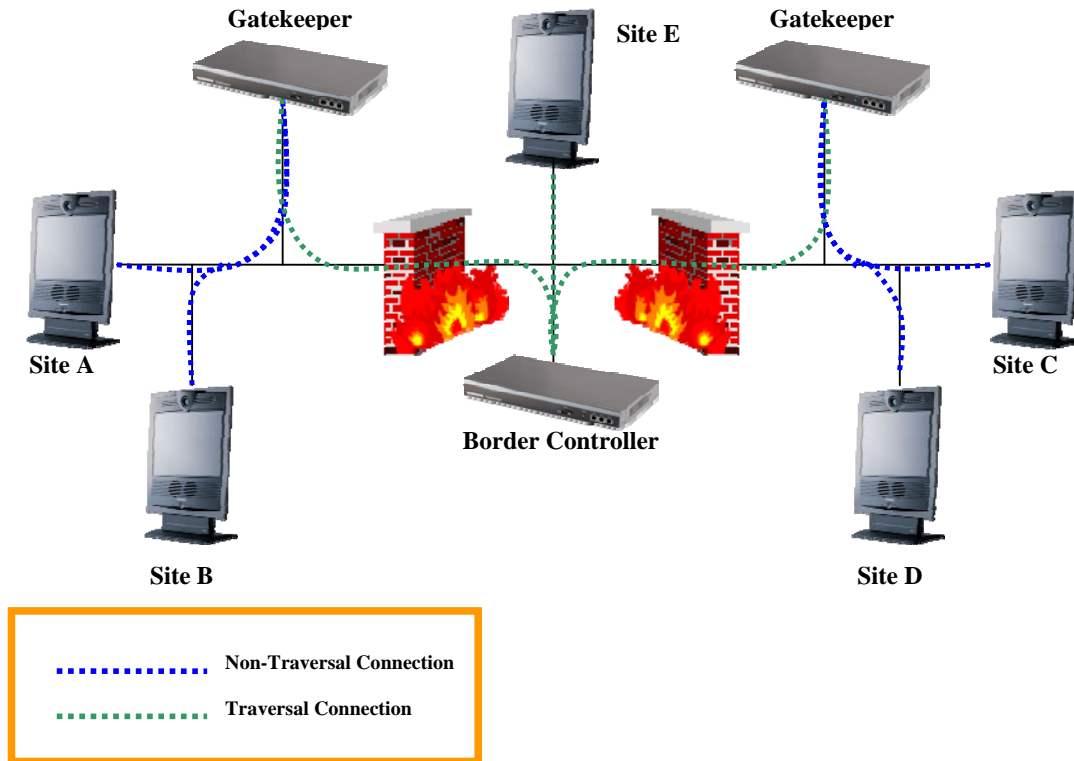 Gatekeeper
Site E
Gatekeeper
Site A
Site C
Border Controller
Site B
Site D
Non-Traversal Connection
Traversal Connection